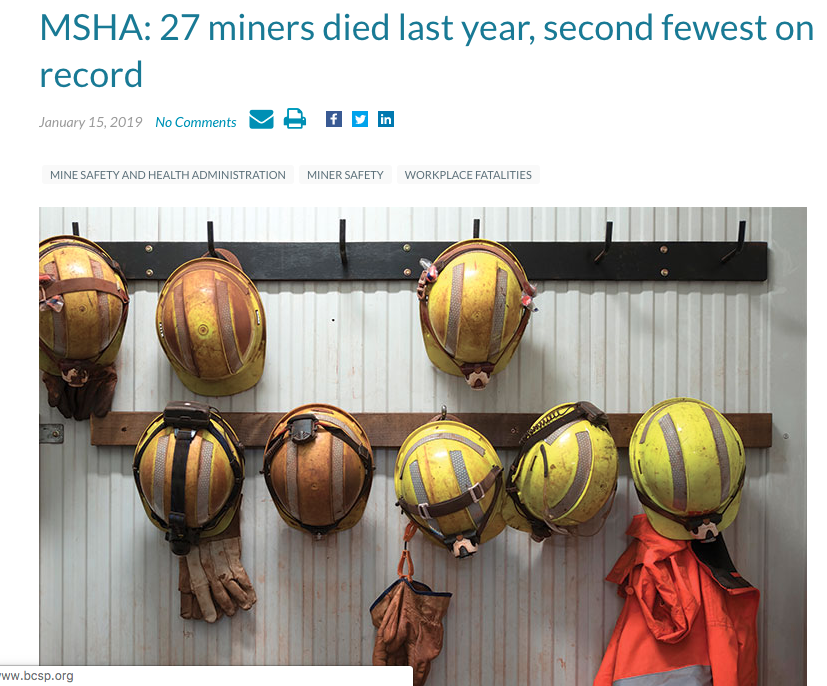 MSHA: 27 miners died last year, second fewest on
record
January 15, 2019 No Comments
MINE SAFETY AND HEALTH ADMINISTRATION MINER SAFETY WORKPLACE FATALITIES
ww.bcsp.org